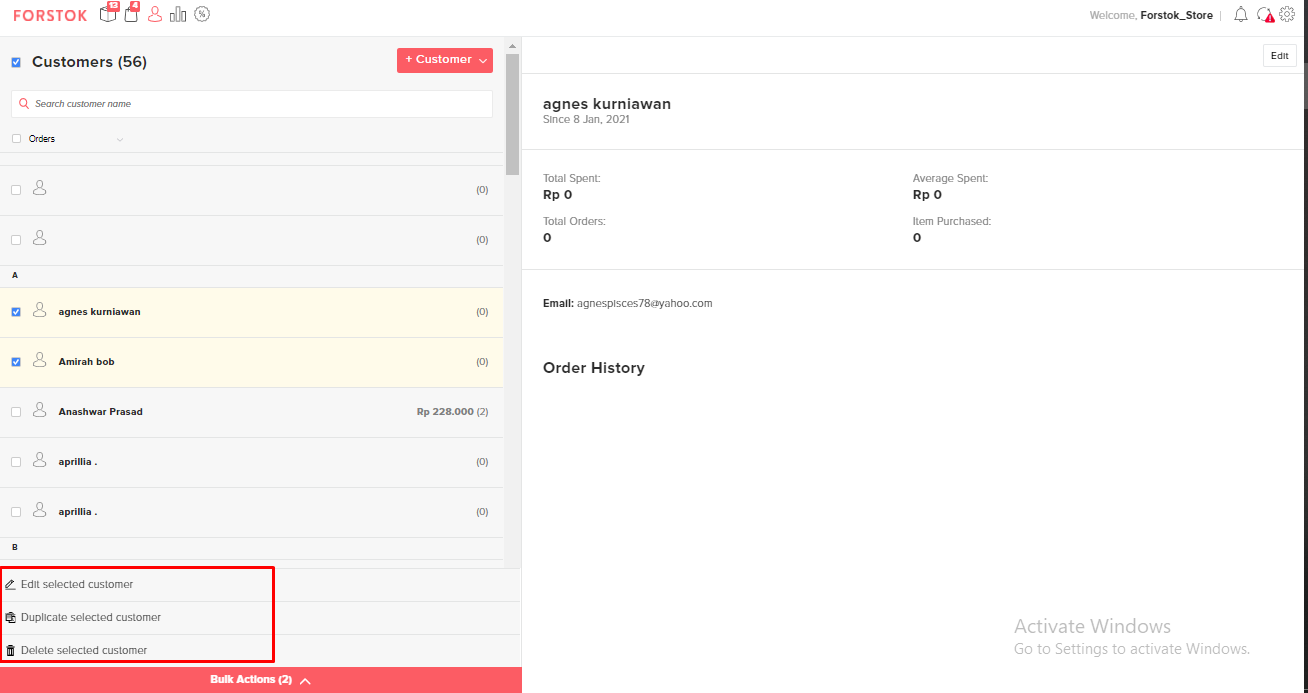 FORSTOK
13
4
Welcome, Forstok_Store
Customers (56)
+ Customer
Search customer name
Orders
(0)
(0)
A
agnes kurniawan (0)
Amirah bob (0)
Anashwar Prasad Rp 228.000 (2)
aprillia . (0)
aprillia . (0)
B
Edit selected customer
Duplicate selected customer
Delete selected customer
Bulk Actions (2)
Edit
agnes kurniawan
Since 8 Jan, 2021
Total Spent: Average Spent:
Rp 0 Rp 0
Total Orders: Item Purchased:
0 0
Email: agnespisces78@yahoo.com
Order History
Activate Windows
Go to Settings to activate Windows.